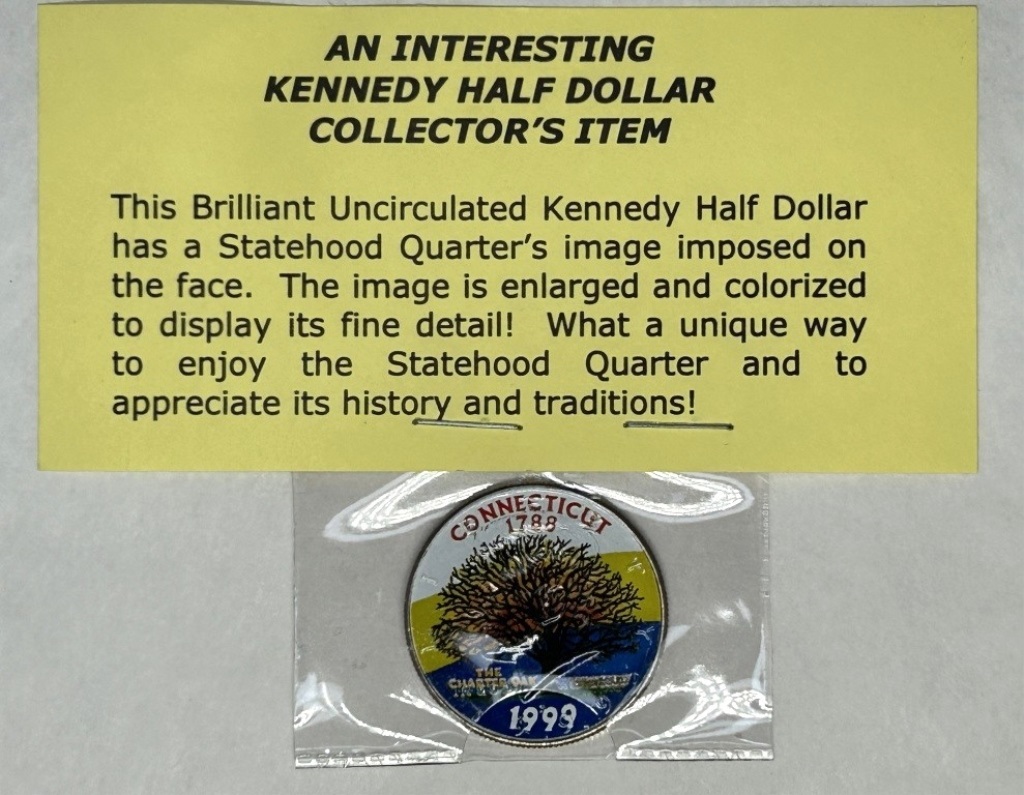 AN INTERESTING
KENNEDY HALF DOLLAR
COLLECTOR'S ITEM
This Brilliant Uncirculated Kennedy Half Dollar
has a Statehood Quarter's image imposed on
the face. The image is enlarged and colorized
to display its fine detail! What a unique way
to enjoy the Statehood Quarter and to
appreciate its history and traditions!
CONNECTICUT
1788
THE
CHARTER OAK
1999